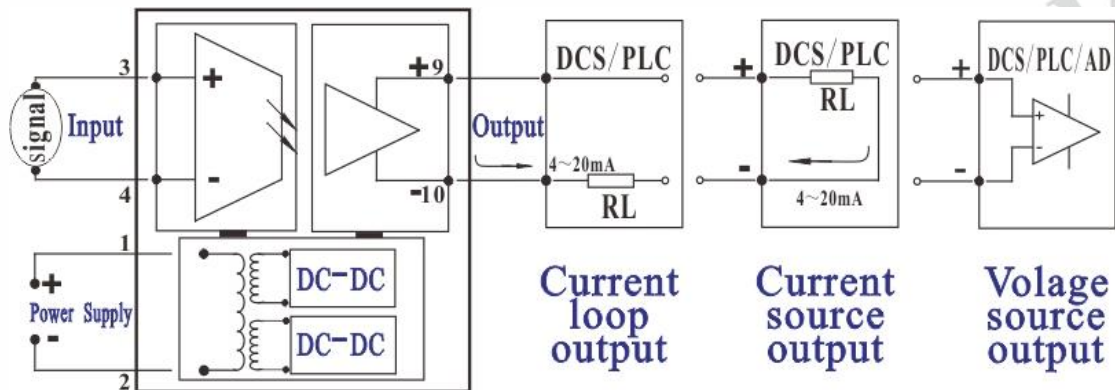 3
+
signal
Input
-
4
1
+
Power Supply
-
2
DC-DC
DC-DC
+9
-10
Output
DCS/PLC
4~20mA
RL
Current
loop
output
+
DCS/PLC
RL
-
4~20mA
Current
source
output
+
DCS/PLC/AD
+
-
-
Volage
source
output